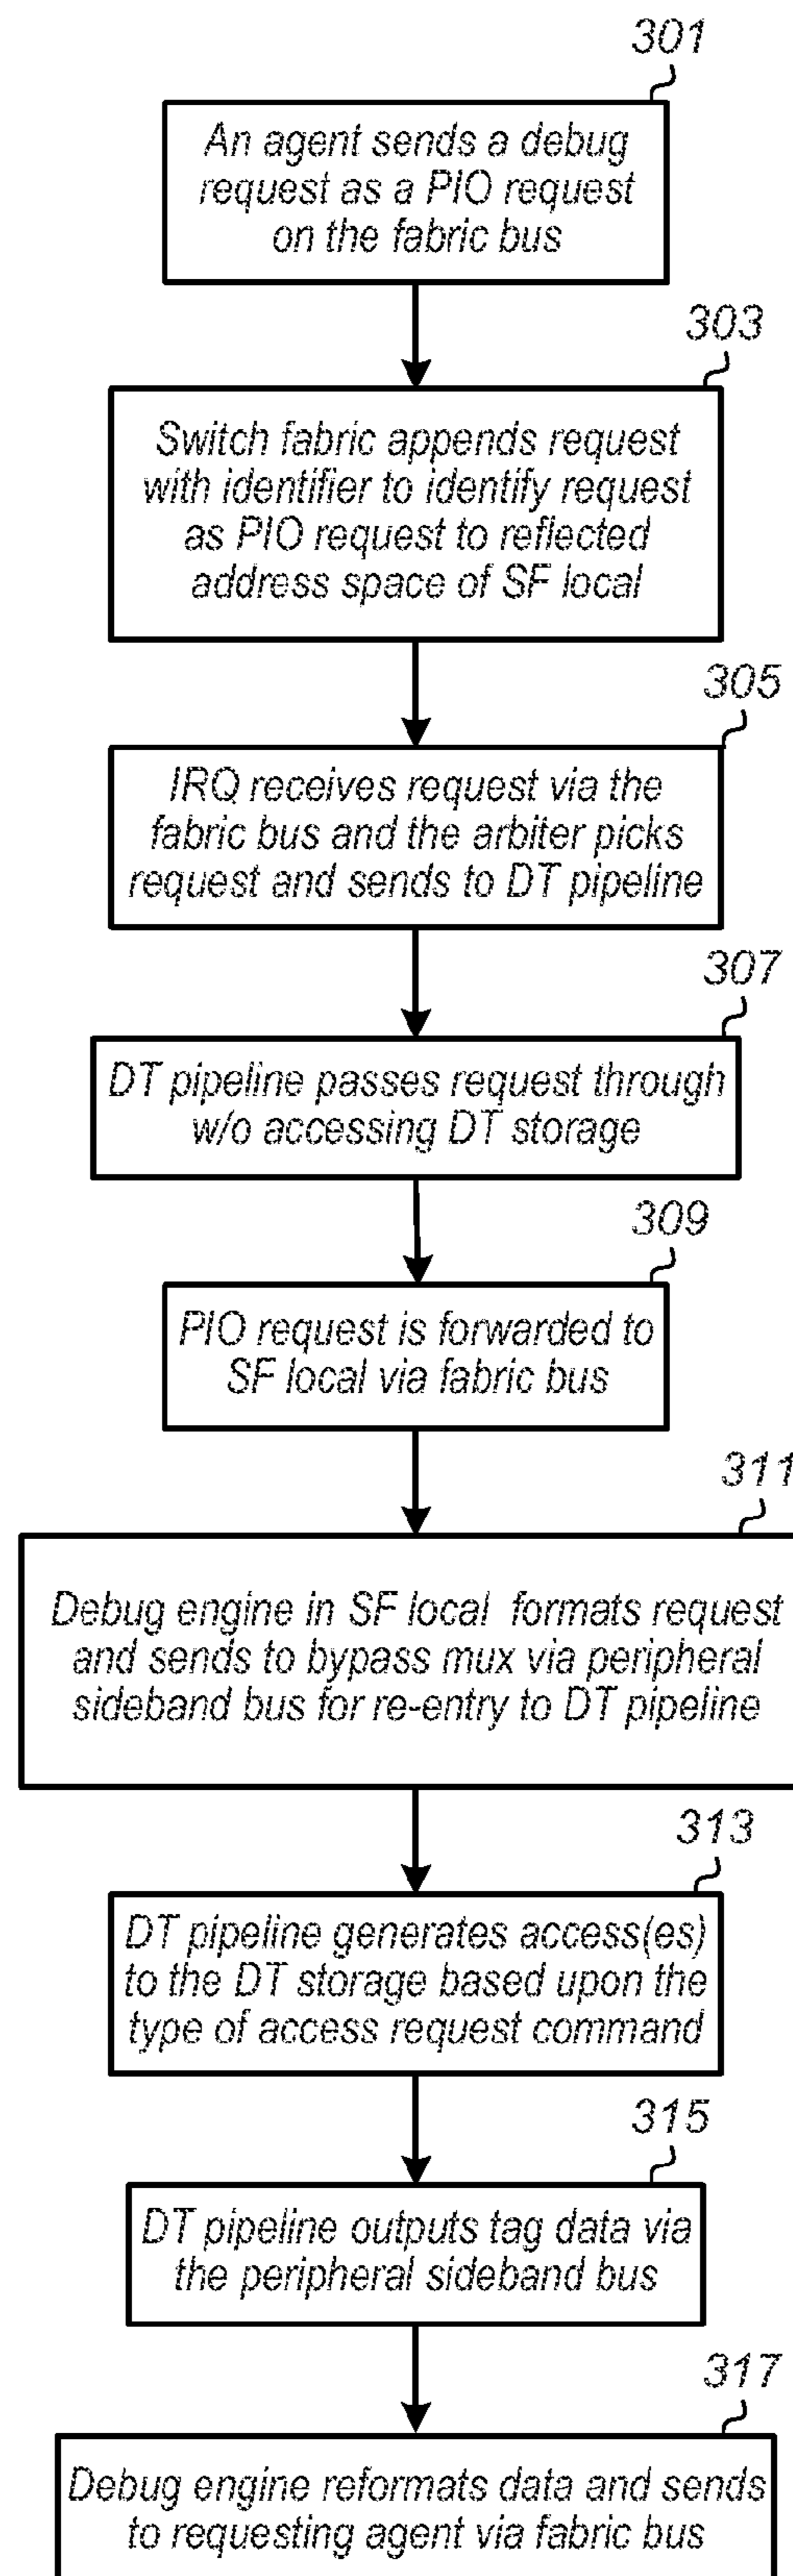 301
An agent sends a debug
request as a PIO request
on the fabric bus
303
Switch fabric appends request
with identifier to identify request
as PIO request to reflected
address space of SF local
305
IRQ receives request via the
fabric bus and the arbiter picks
request and sends to DT pipeline
307
DT pipeline passes request through
w/o accessing DT storage
309
PIO request is forwarded to
SF local via fabric bus
311
Debug engine in SF local formats request
and sends to bypass mux via peripheral
sideband bus for re-entry to DT pipeline
313
DT pipeline generates access(es)
to the DT storage based upon the
type of access request command
315
DT pipeline outputs tag data via
the peripheral sideband bus
317
Debug engine reformats data and sends
to requesting agent via fabric bus